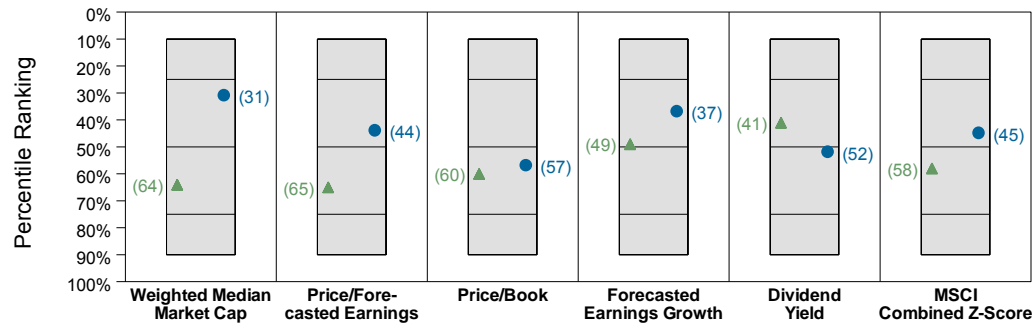 Percentile Ranking
0%
10%
20%
30%
40%
50%
60%
70%
80%
90%
100%
(31)
(64)
(44)
(65)
(60)
(57)
(37)
(49)
(41)
(52)
(45)
(58)
Weighted Median
Market Cap
Price/Fore-
casted Earnings
Price/Book
Forecasted
Earnings Growth
Dividend
Yield
MSCI
Combined Z-Score